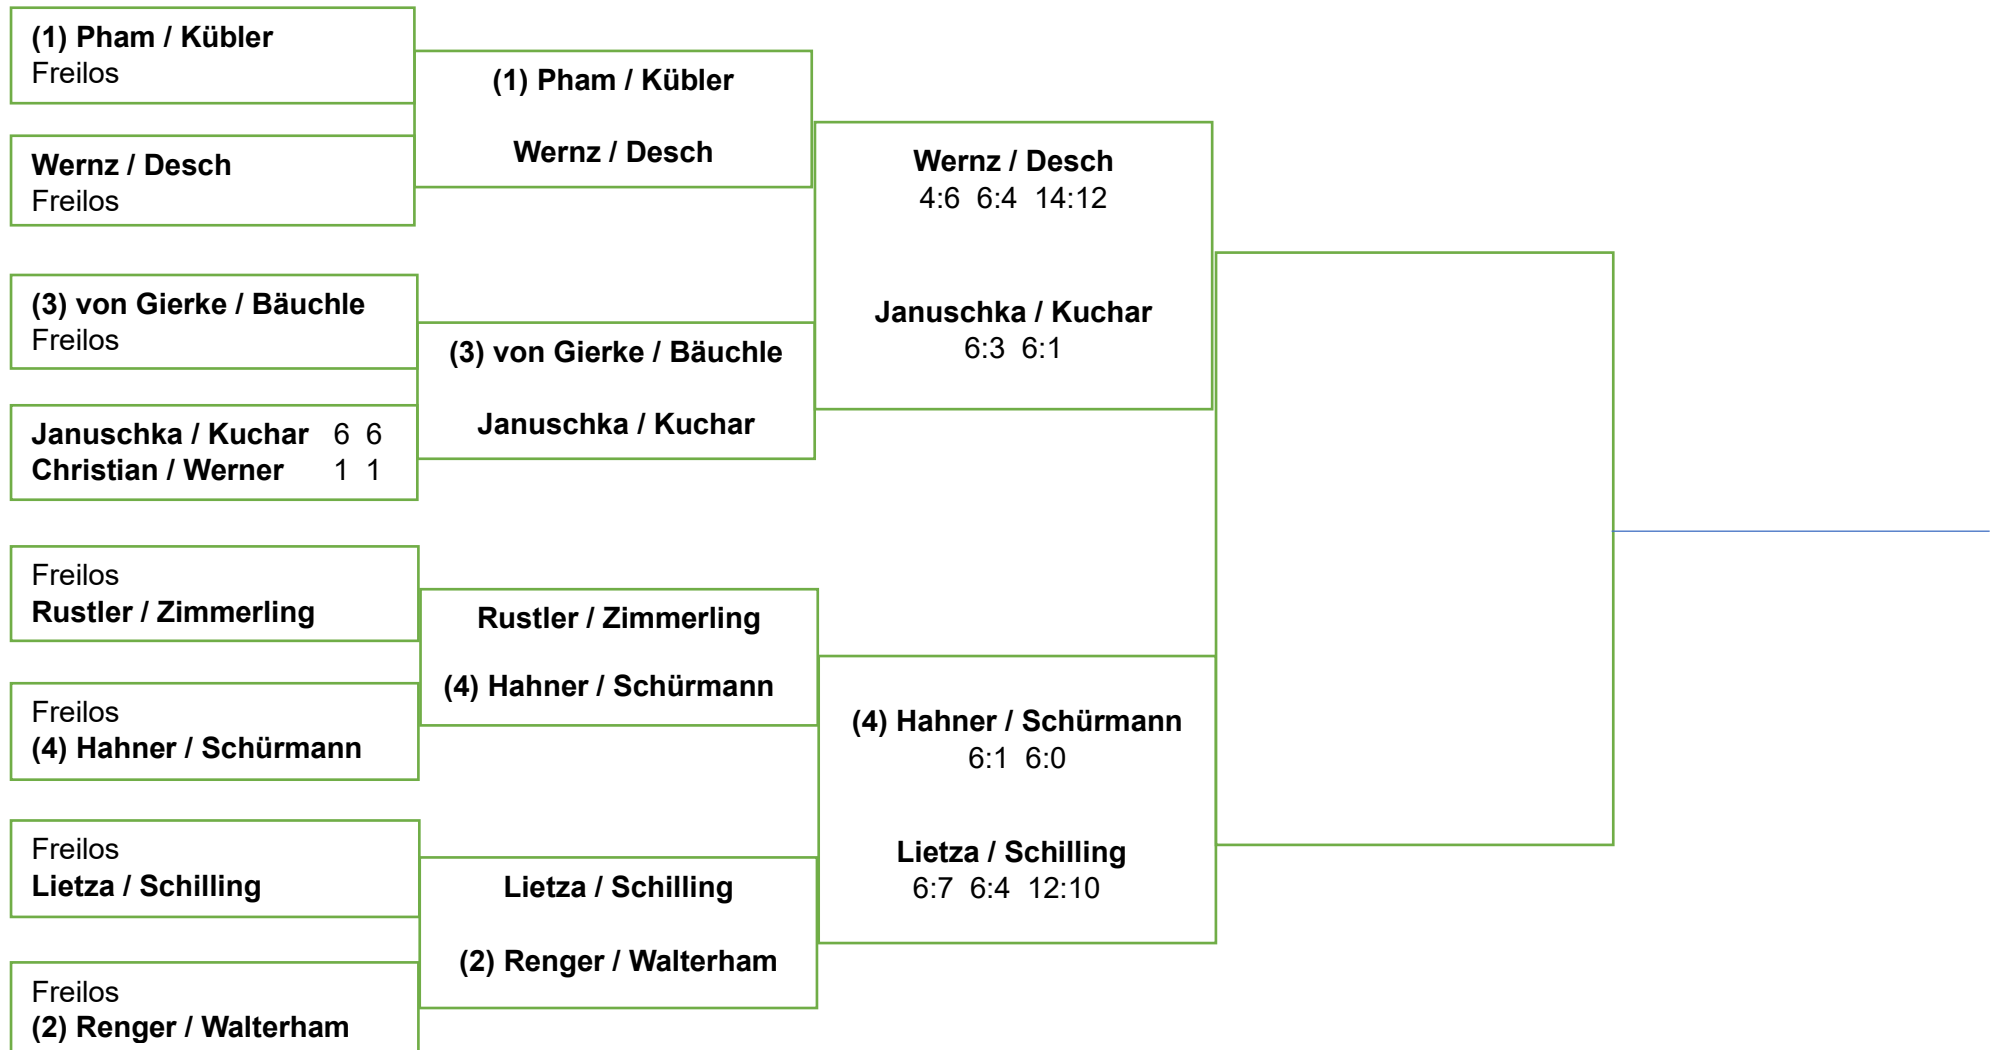 (1) Pham / Kübler
Freilos
Wernz / Desch
Freilos
(3) von Gierke / Bäuchle
Freilos
Januschka / Kuchar 6 6
Christian / Werner 1 1
Freilos
Rustler / Zimmerling
Freilos
(4) Hahner / Schürmann
Freilos
Lietza / Schilling
Freilos
(2) Renger / Walterham
(1) Pham / Kübler
Wernz / Desch
(3) von Gierke / Bäuchle
Januschka / Kuchar
Rustler / Zimmerling
(4) Hahner / Schürmann
Lietza / Schilling
(2) Renger / Walterham
Wernz / Desch
4:6 6:4 14:12
Januschka / Kuchar
6:3 6:1
(4) Hahner / Schürmann
6:1 6:0
Lietza / Schilling
6:7 6:4 12:10